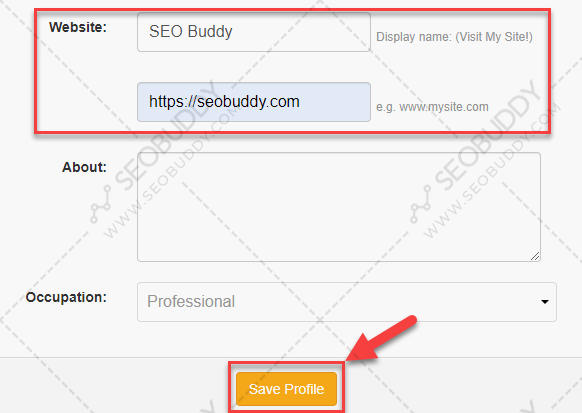 Website:
SEO Buddy
Display name: (Visit My Site!)
https://seobuddy.com
e.g. www.mysite.com
About:
Occupation:
Professional
Save Profile
SEOBUDDY
WWW.SEOBUDDY.COM
SEOBUDDY
WWW.SEOBUDDY.COM